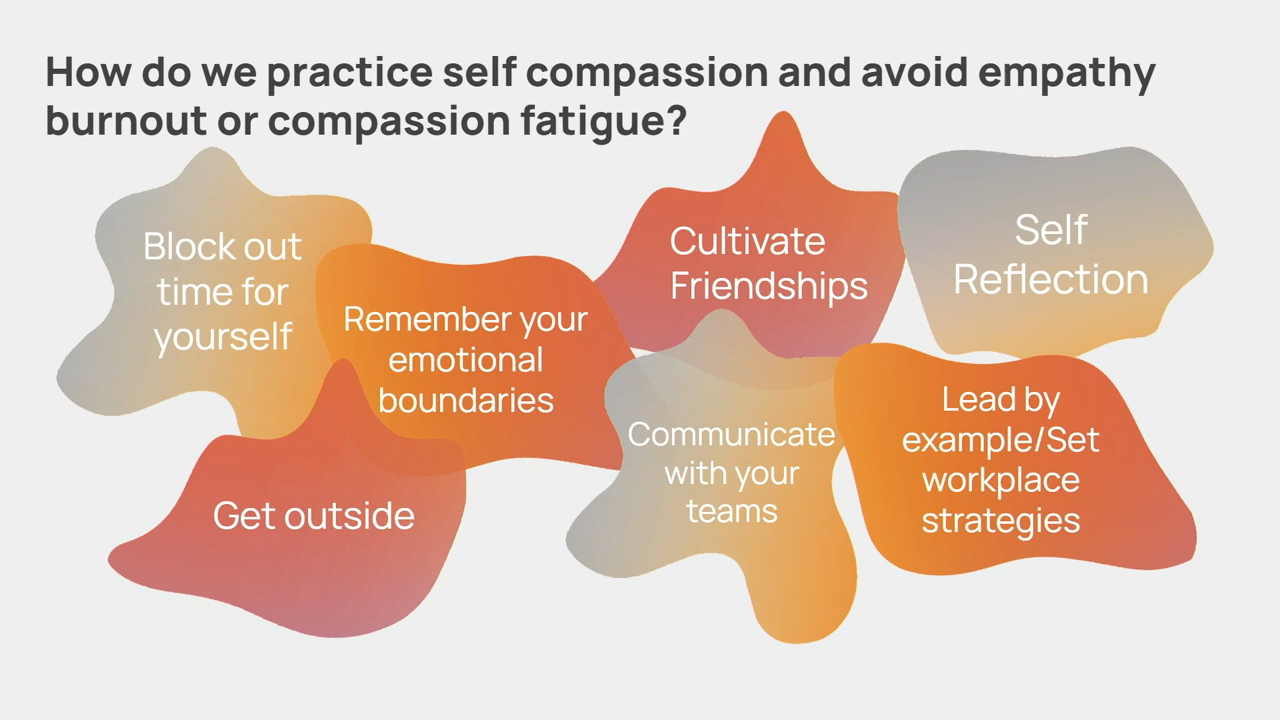 How do we practice self compassion and avoid empathy
burnout or compassion fatigue?
Block out
time for
yourself
Remember your
emotional
boundaries
Cultivate
Friendships
Self
Reflection
Get outside
Communicate
with your
teams
Lead by
example/Set
workplace
strategies